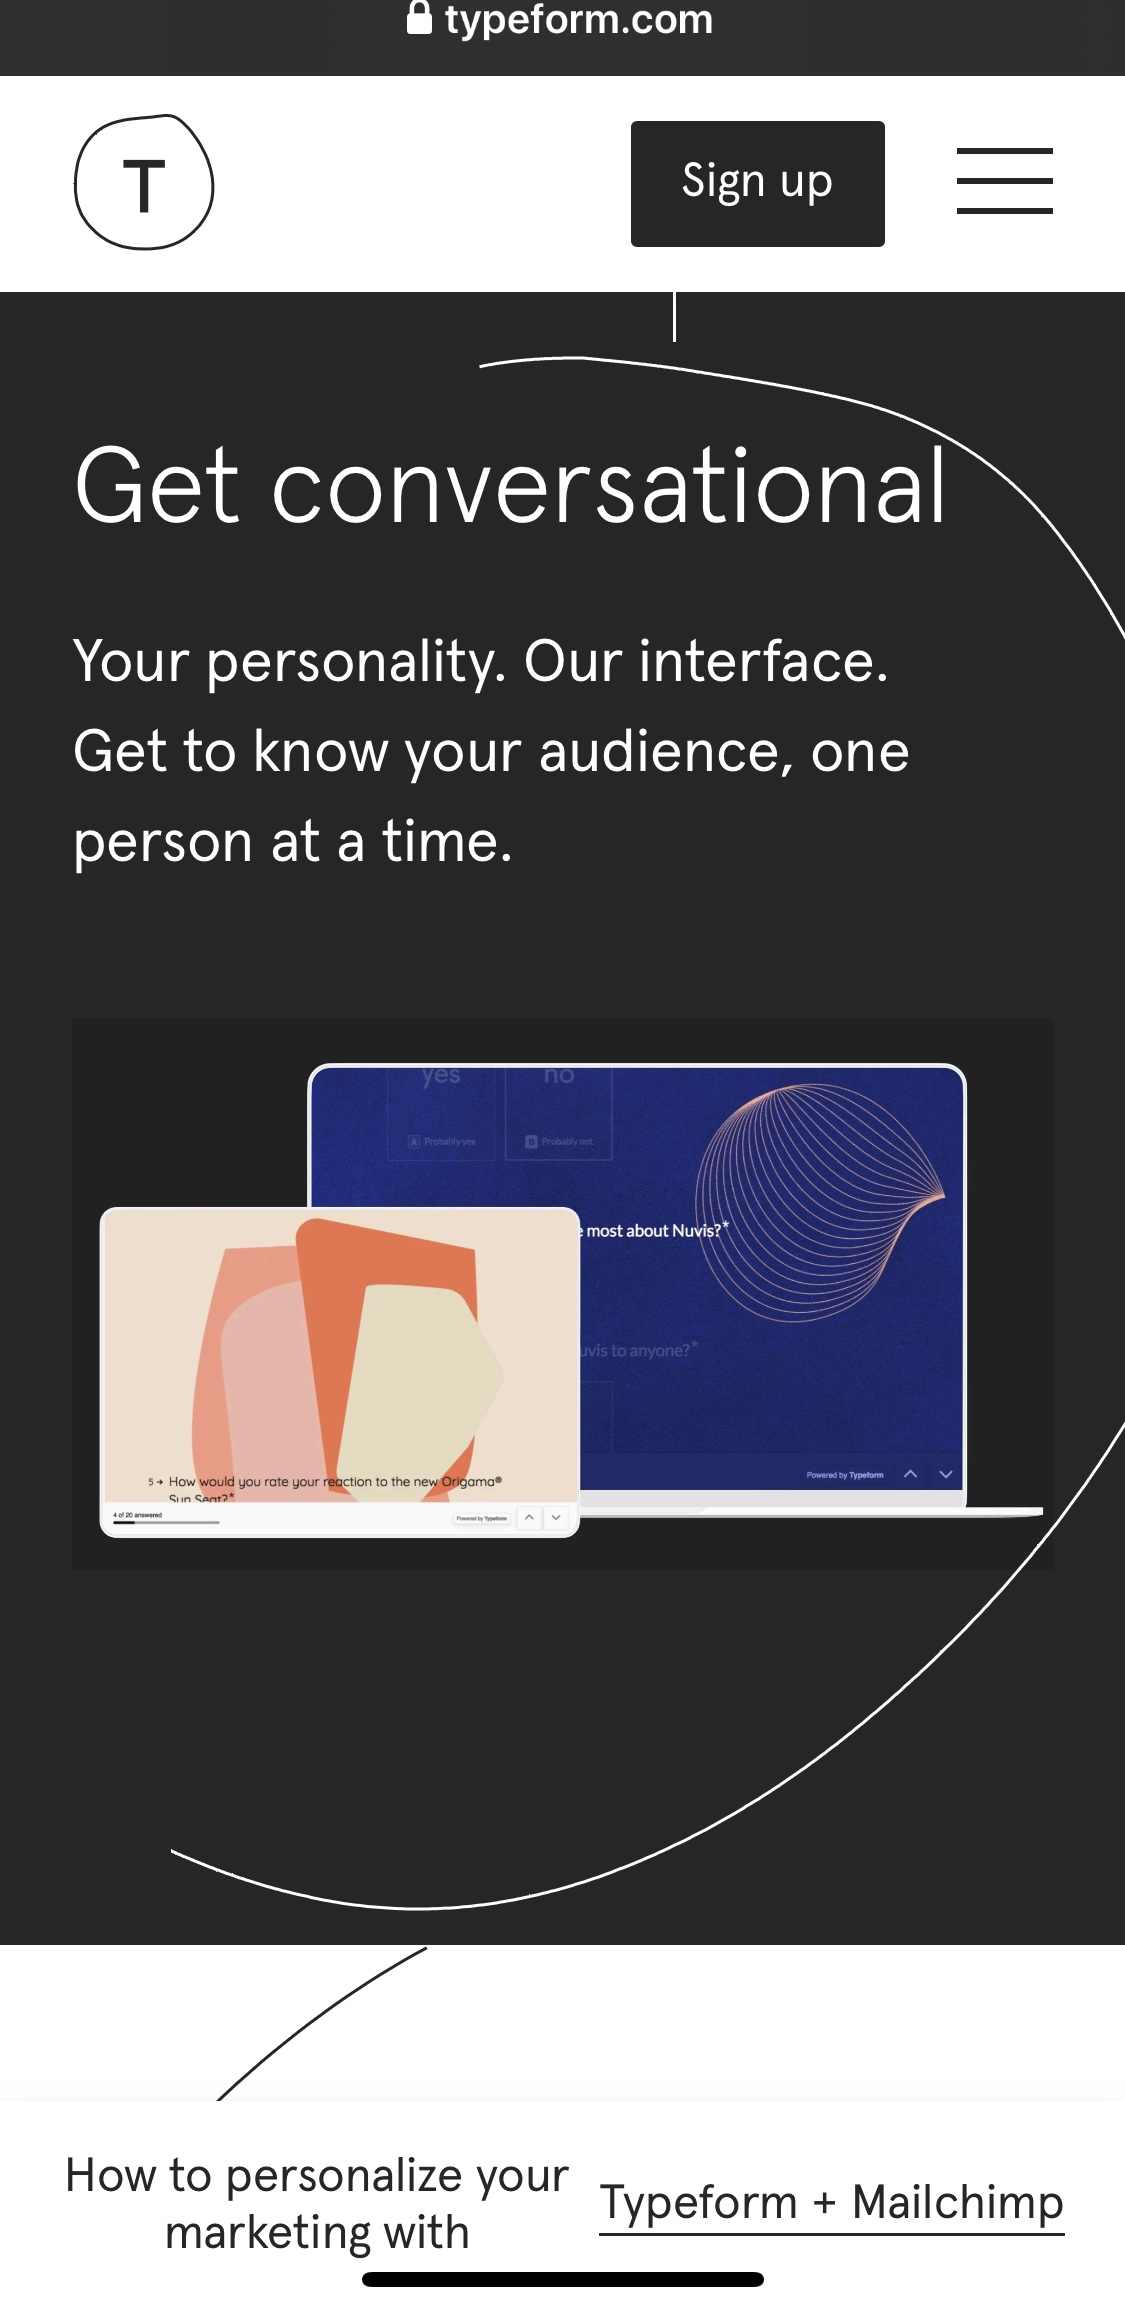 typeform.com
T
Sign up
Get conversational
Your personality. Our interface.
Get to know your audience, one
person at a time.
yes no
A Probably yes B Probably not
most about Nuvis?*
to anyone?*
Powered by Typeform
5 → How would you rate your reaction to the new Origama®
Sun Seat?*
4 of 20 answered
Powered by Typeform
How to personalize your
marketing with
Typeform + Mailchimp